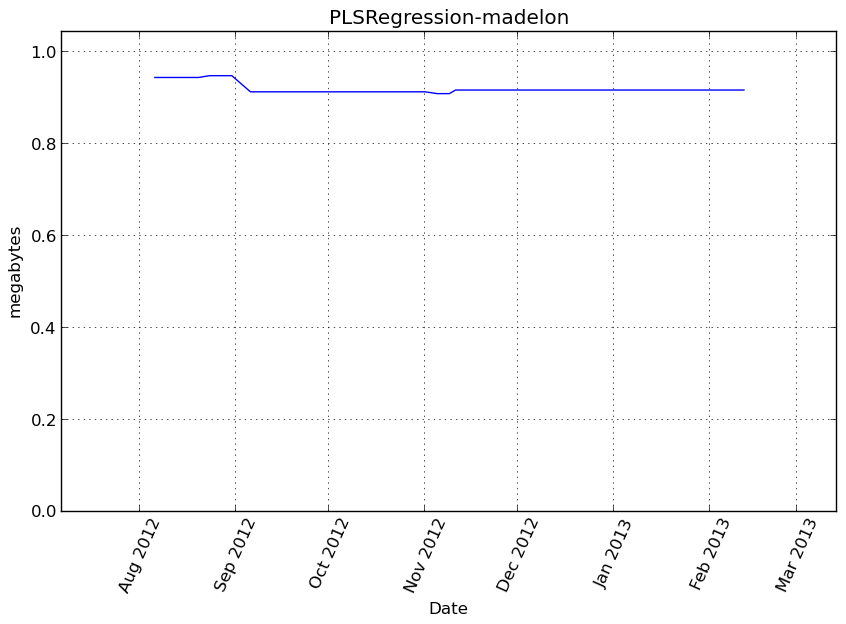 PLSRegression-madelon
1.0
0.8
0.6
0.4
0.2
0.0
megabytes
Aug 2012
Sep 2012
Oct 2012
Nov 2012
Dec 2012
Jan 2013
Feb 2013
Mar 2013
Date